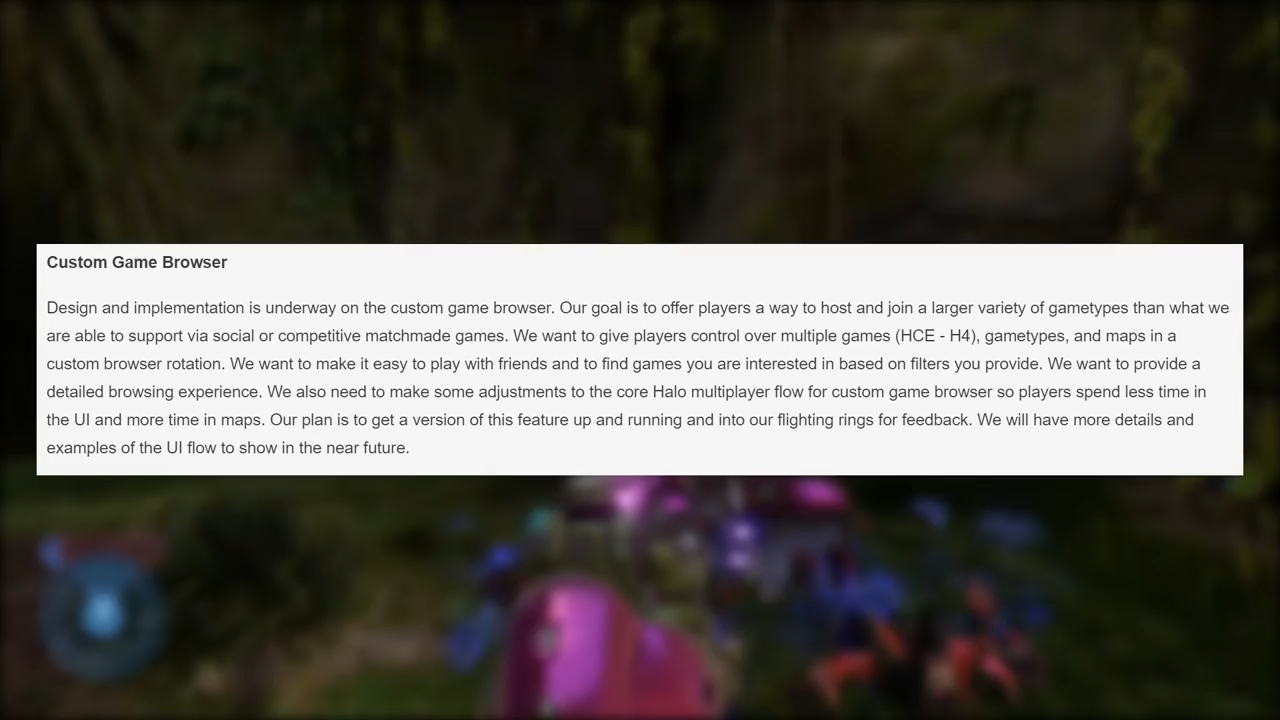 Custom Game Browser
Design and implementation is underway on the custom game browser. Our goal is to offer players a way to host and join a larger variety of gametypes than what we
are able to support via social or competitive matchmade games. We want to give players control over multiple games (HCE - H4), gametypes, and maps in a
custom browser rotation. We want to make it easy to play with friends and to find games you are interested in based on filters you provide. We want to provide a
detailed browsing experience. We also need to make some adjustments to the core Halo multiplayer flow for custom game browser so players spend less time in
the UI and more time in maps. Our plan is to get a version of this feature up and running and into our flighting rings for feedback. We will have more details and
examples of the UI flow to show in the near future.